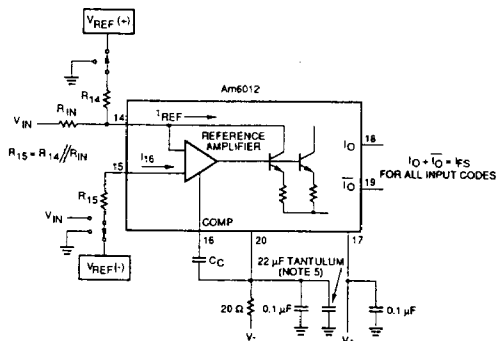 VREF (+)
Am6012
R14
RIN
VIN
14
IREF
REFERENCE
AMPLIFIER
IO
18
R15 = R14//RIN
15
I16
IO + IO = IFS
FOR ALL INPUT CODES
IO
19
R15
VIN
COMP
16
20
17
VREF(-)
CC
22 µF TANTULUM
(NOTE 5)
20 Ω
0.1 µF
0.1 µF